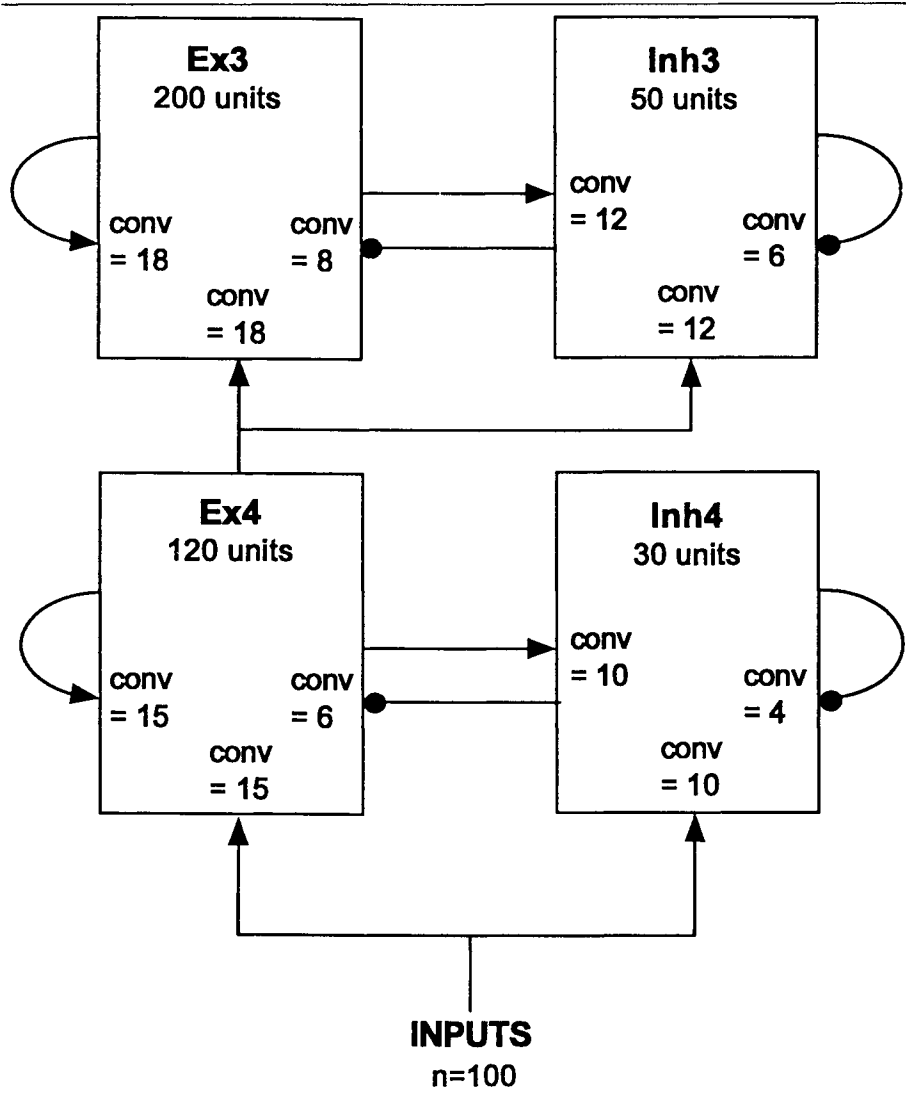 Ex3
200 units
conv
= 18
conv
= 8
conv
= 18
Inh3
50 units
conv
= 12
conv
= 6
conv
= 12
Ex4
120 units
conv
= 15
conv
= 6
conv
= 15
Inh4
30 units
conv
= 10
conv
= 4
conv
= 10
INPUTS
n=100